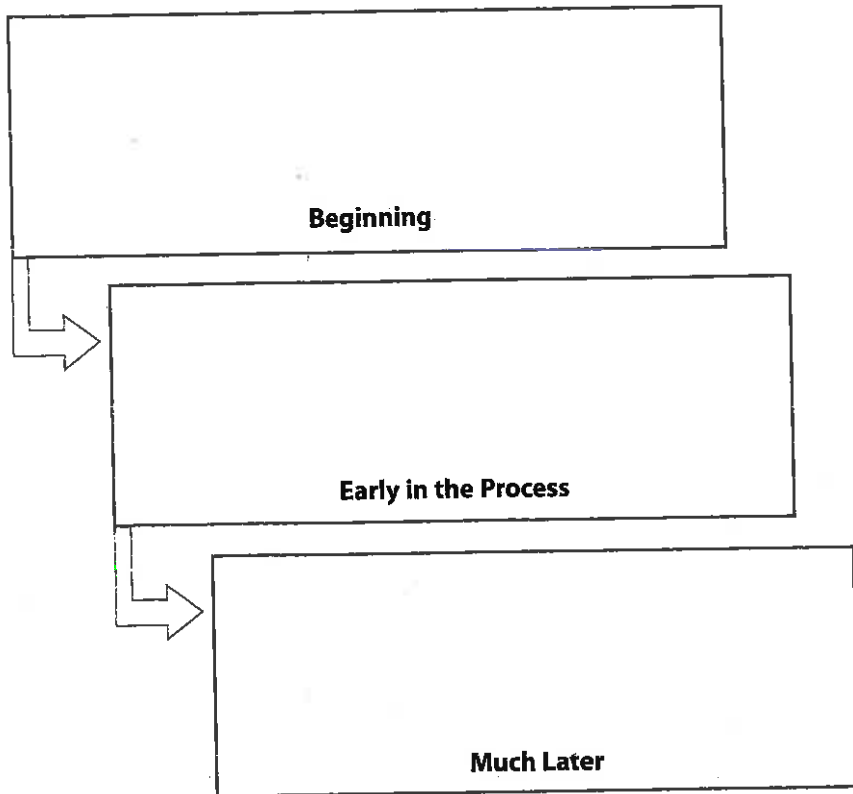 Beginning
Early in the Process
Much Later